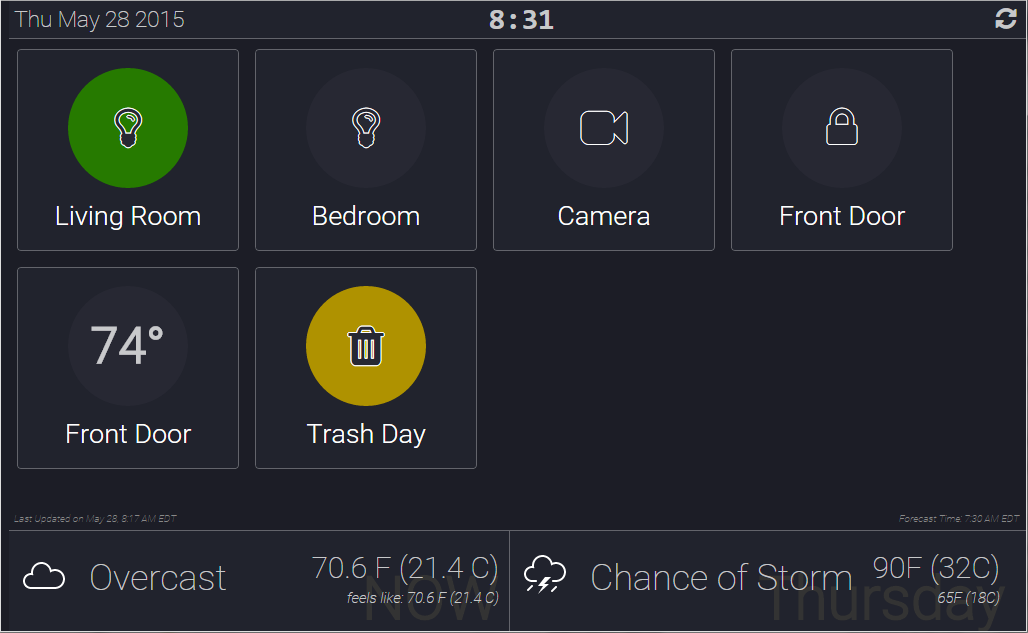 Thu May 28 2015
8:31
Living Room
Bedroom
Camera
Front Door
74°
Front Door
Trash Day
Last Updated on May 28, 8:17 AM EDT
Forecast Time: 7:30 AM EDT
Overcast
70.6 F (21.4 C)
feels like: 70.6 F (21.4 C)
NOW
Chance of Storm
90F (32C)
65F (18C)
Thursday